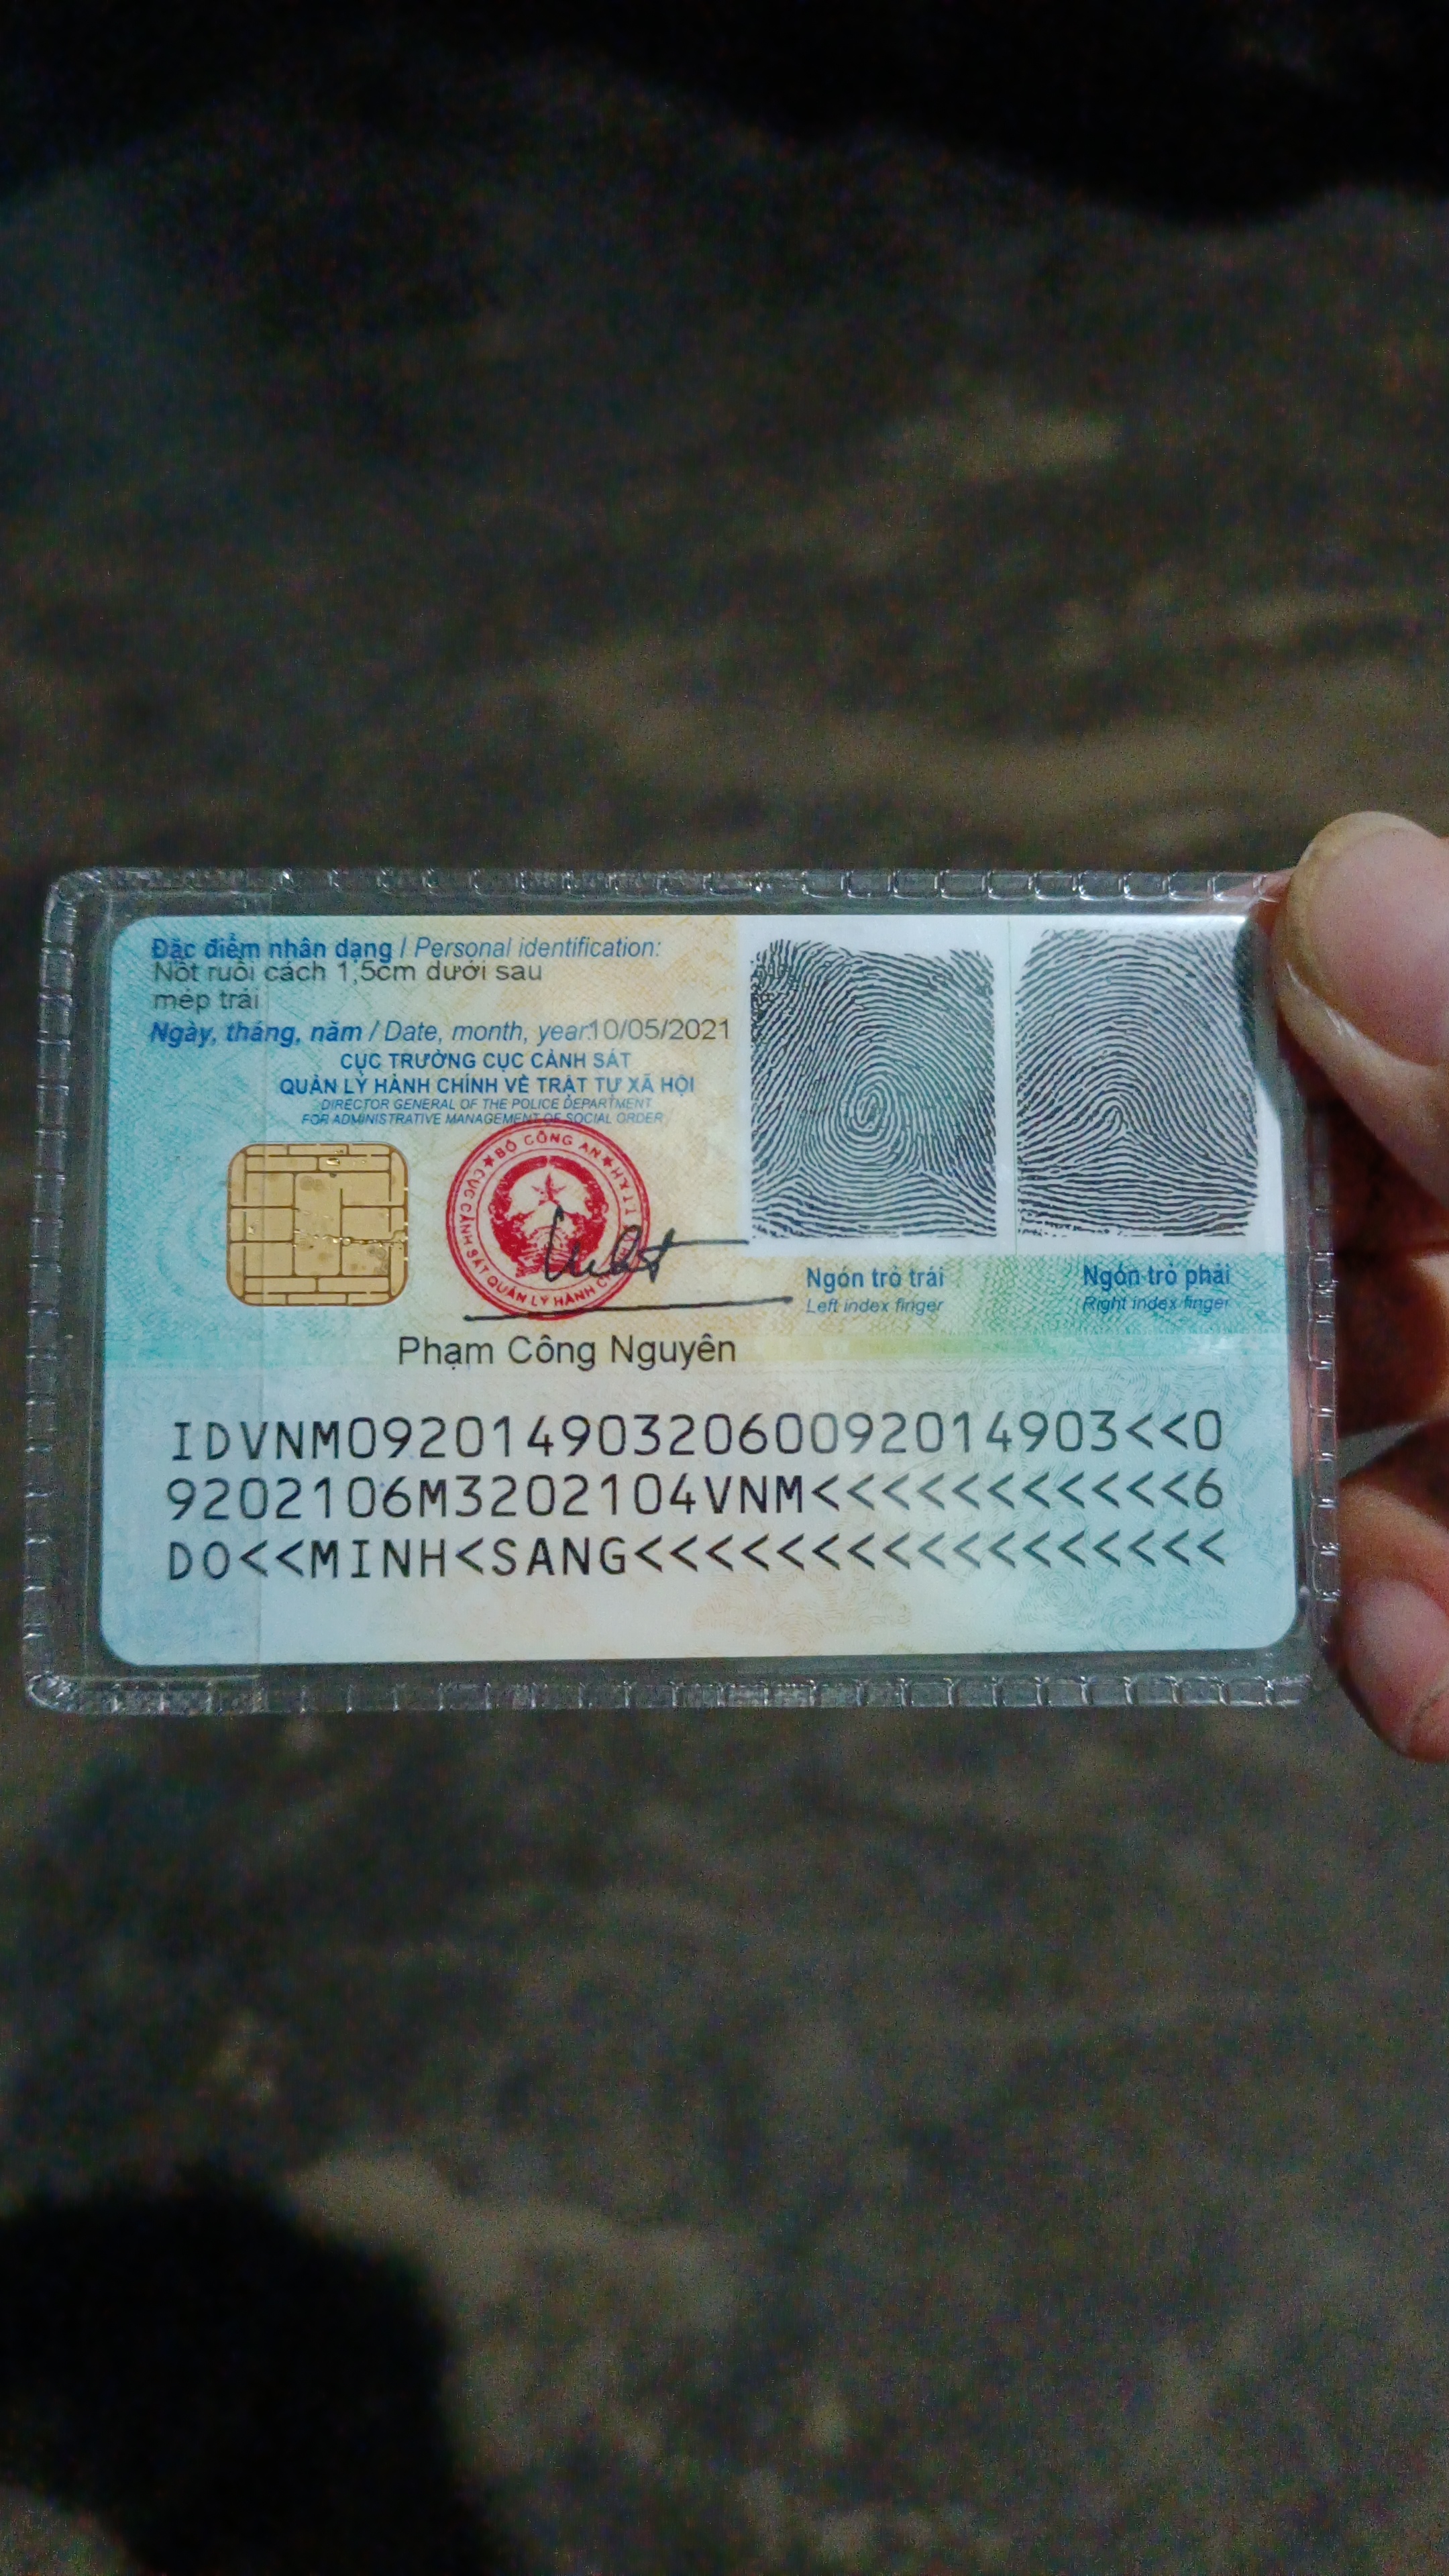 Đặc điểm nhân dạng / Personal identification:
Nốt ruồi cách 1,5cm dưới sau
mép trái
Ngày, tháng, năm / Date, month, year:10/05/2021
CỤC TRƯỞNG CỤC CẢNH SÁT
QUẢN LÝ HÀNH CHÍNH VỀ TRẬT TỰ XÃ HỘI
DIRECTOR GENERAL OF THE POLICE DEPARTMENT
FOR ADMINISTRATIVE MANAGEMENT OF SOCIAL ORDER
BỘ CÔNG AN
CỤC CẢNH SÁT QUẢN LÝ HÀNH
Ngón trỏ trái
Left index finger
Ngón trỏ phải
Right index finger
Phạm Công Nguyên
IDVNM0920149032060092014903<<0
9202106M3202104VNM<<<<<<<<<<<6
DO<<MINH<SANG<<<<<<<<<<<<<<<<<